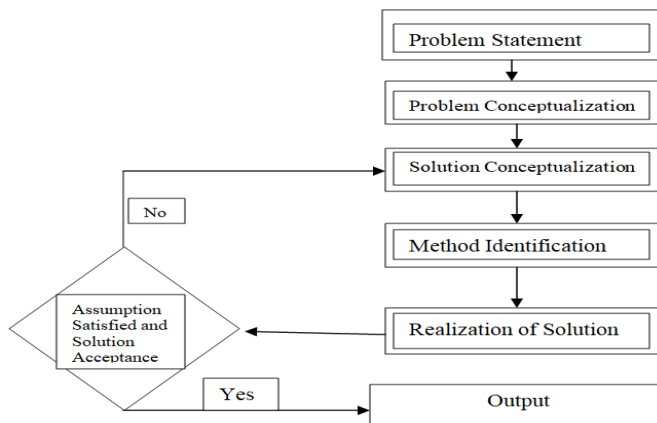 Problem Statement
Problem Conceptualization
Solution Conceptualization
No
Method Identification
Assumption
Satisfied and
Solution
Acceptance
Realization of Solution
Yes
Output